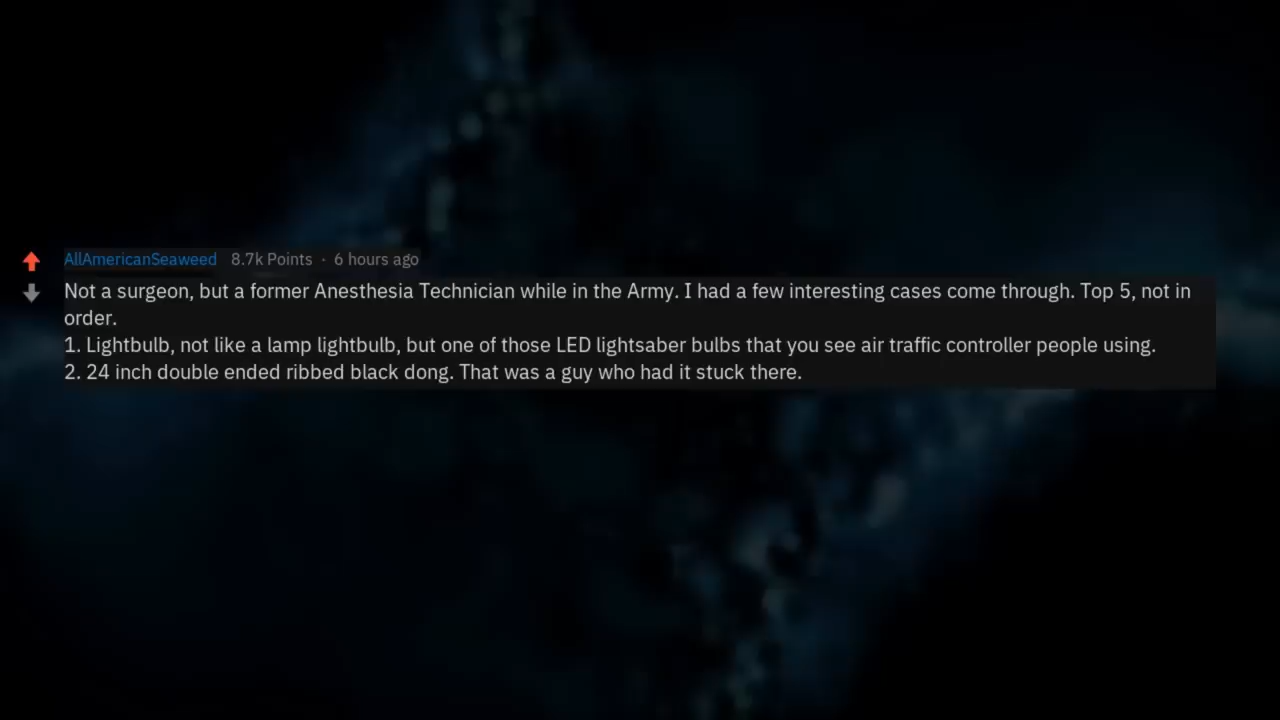 AllAmericanSeaweed 8.7k Points · 6 hours ago
Not a surgeon, but a former Anesthesia Technician while in the Army. I had a few interesting cases come through. Top 5, not in
order.
1. Lightbulb, not like a lamp lightbulb, but one of those LED lightsaber bulbs that you see air traffic controller people using.
2. 24 inch double ended ribbed black dong. That was a guy who had it stuck there.